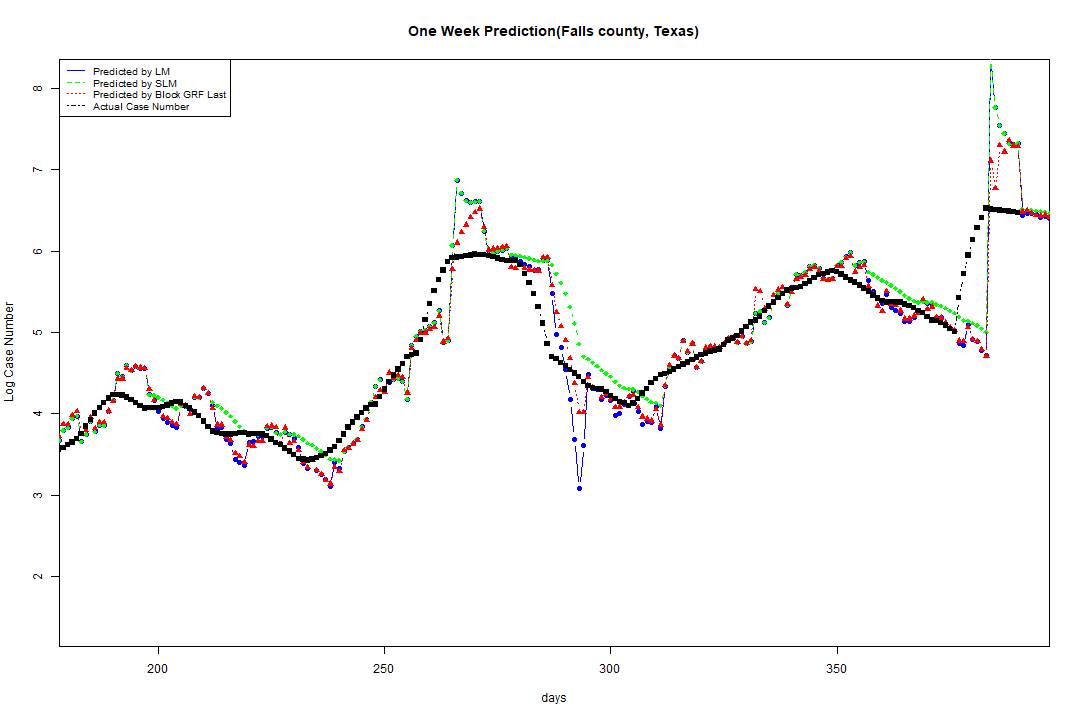 One Week Prediction(Falls county, Texas)
Predicted by LM
Predicted by SLM
Predicted by Block GRF Last
Actual Case Number
8
7
6
5
4
3
2
Log Case Number
200 250 300 350
days